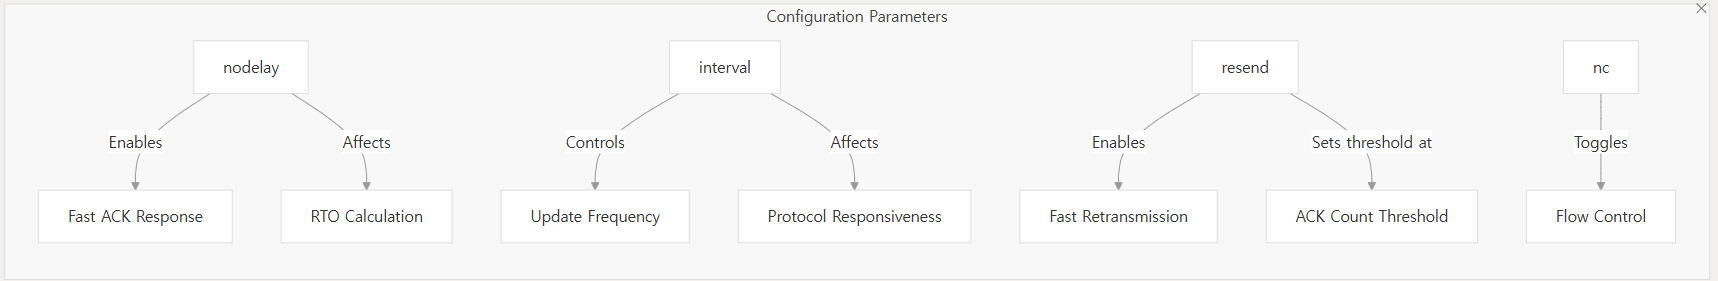 Configuration Parameters
nodelay
interval
resend
nc
Enables
Affects
Controls
Affects
Enables
Sets threshold at
Toggles
Fast ACK Response
RTO Calculation
Update Frequency
Protocol Responsiveness
Fast Retransmission
ACK Count Threshold
Flow Control